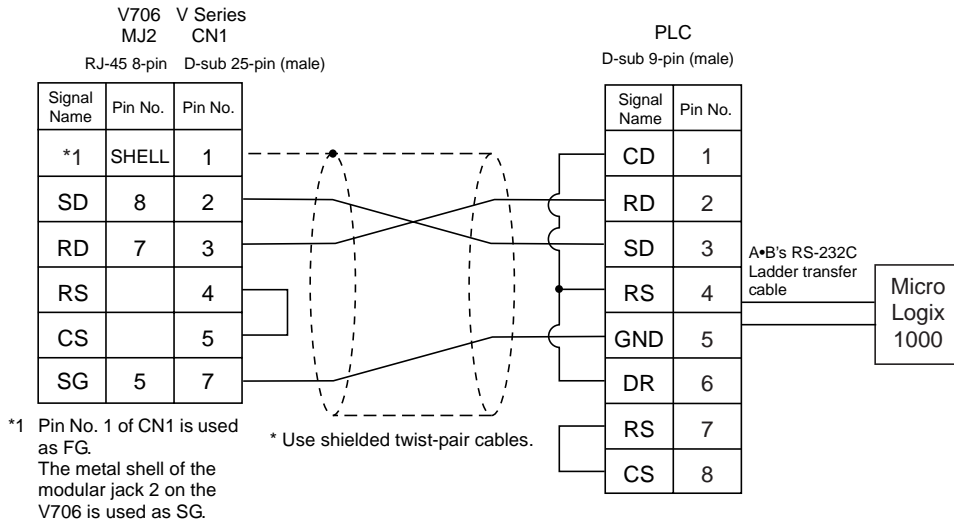 V706 V Series
MJ2 CN1
RJ-45 8-pin D-sub 25-pin (male)
Signal Name Pin No. Pin No.
*1 SHELL 1
SD 8 2
RD 7 3
RS 4
CS 5
SG 5 7
*1 Pin No. 1 of CN1 is used
as FG.
The metal shell of the
modular jack 2 on the
V706 is used as SG.
* Use shielded twist-pair cables.
PLC
D-sub 9-pin (male)
Signal Name Pin No.
CD 1
RD 2
SD 3
RS 4
GND 5
DR 6
RS 7
CS 8
A•B's RS-232C
Ladder transfer
cable
Micro
Logix
1000